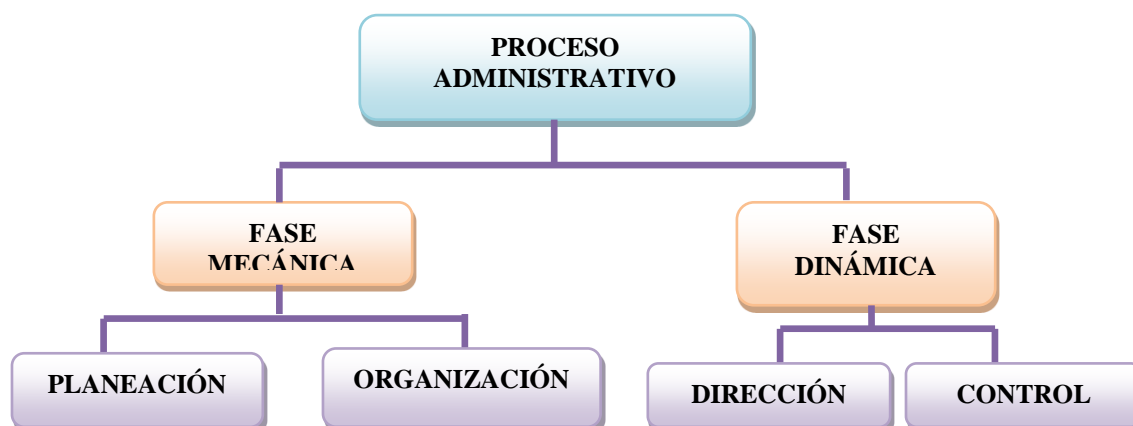 PROCESO
ADMINISTRATIVO
FASE
MECÁNICA
FASE
DINÁMICA
PLANEACIÓN
ORGANIZACIÓN
DIRECCIÓN
CONTROL